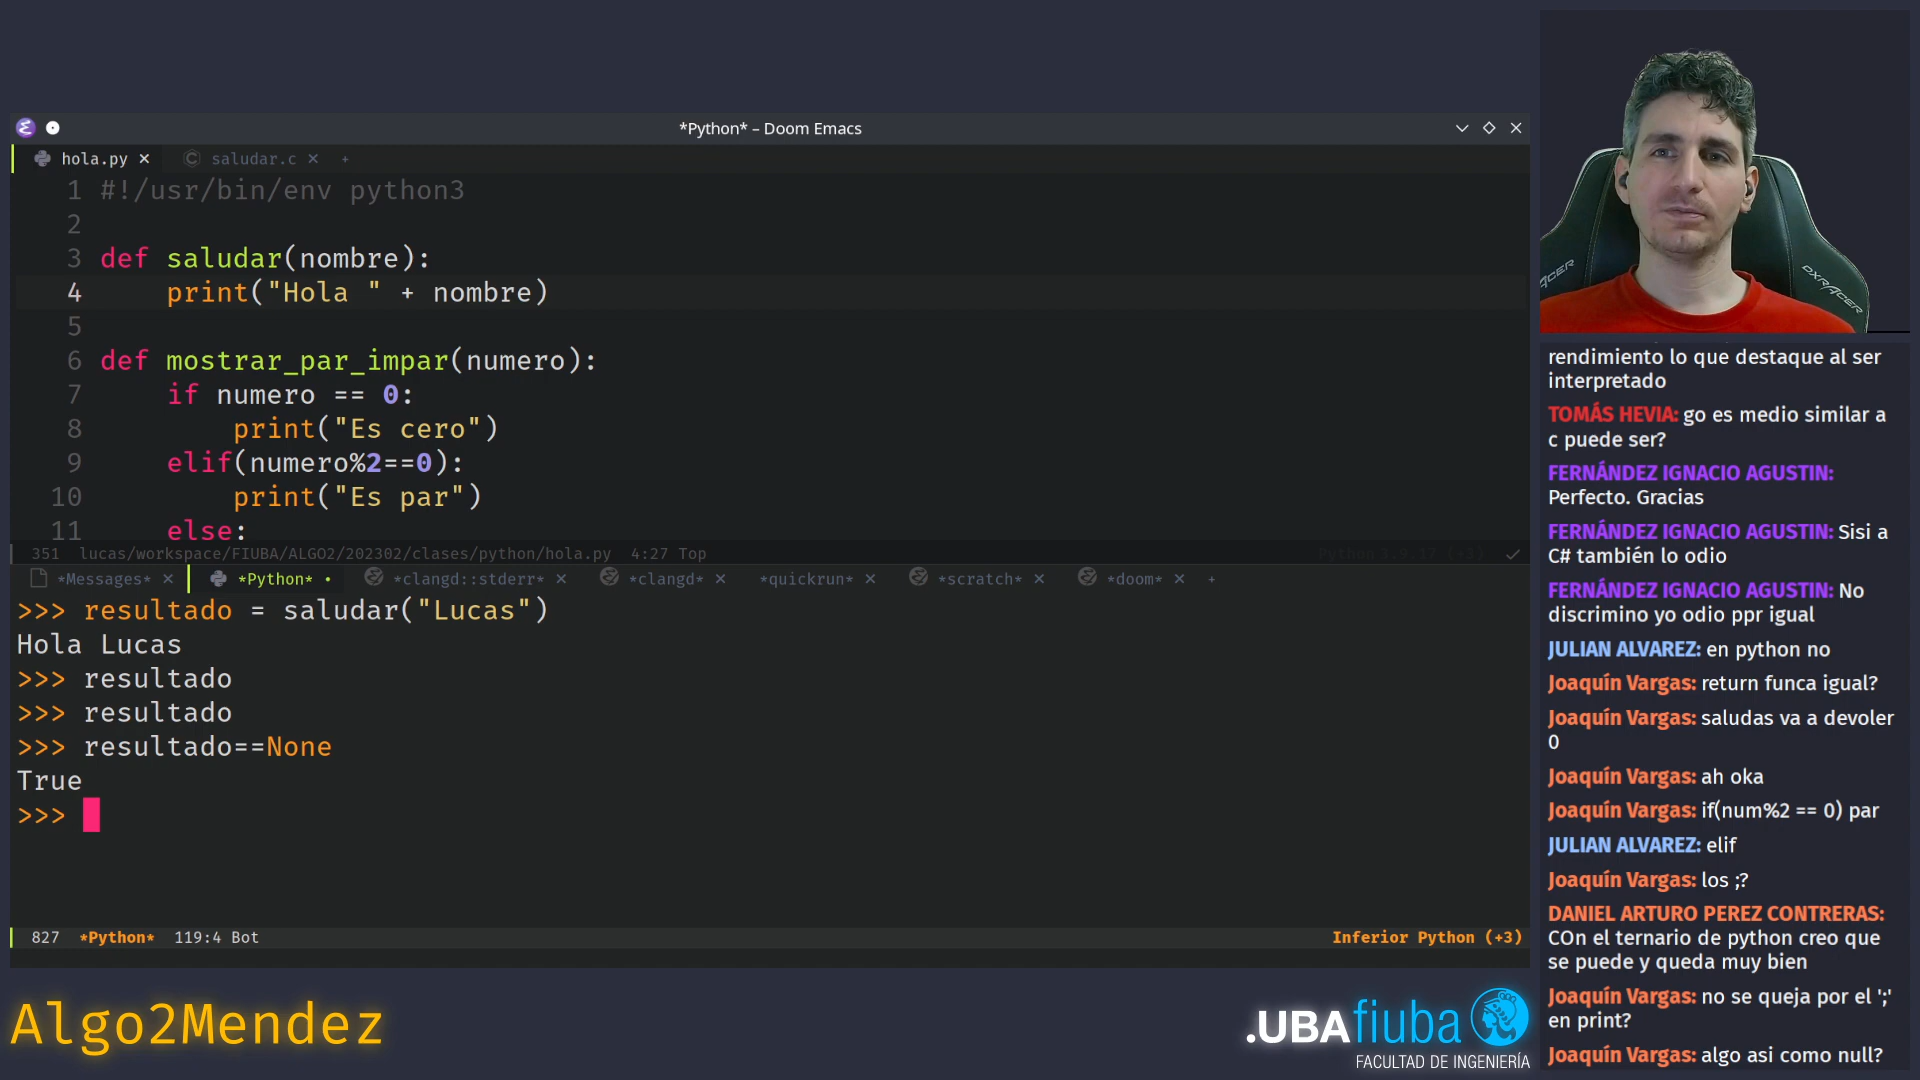 *Python* – Doom Emacs
hola.py
saludar.c
1 #!/usr/bin/env python3
2
3 def saludar(nombre):
4 print("Hola " + nombre)
5
6 def mostrar_par_impar(numero):
7 if numero == 0:
8 print("Es cero")
9 elif(numero%2==0):
10 print("Es par")
11 else:
351 lucas/workspace/FIUBA/ALGO2/202302/clases/python/hola.py 4:27 Top
*Messages* *Python* *clangd::stderr* *clangd* *quickrun* *scratch* *doom*
>>> resultado = saludar("Lucas")
Hola Lucas
>>> resultado
>>> resultado
>>> resultado==None
True
>>>
827 *Python* 119:4 Bot Inferior Python (+3)
Algo2Mendez
.UBAfiuba
FACULTAD DE INGENIERÍA
ACER
DXRACER
rendimiento lo que destaque al ser
interpretado
TOMÁS HEVIA: go es medio similar a
c puede ser?
FERNÁNDEZ IGNACIO AGUSTIN:
Perfecto. Gracias
FERNÁNDEZ IGNACIO AGUSTIN: Sisi a
C# también lo odio
FERNÁNDEZ IGNACIO AGUSTIN: No
discrimino yo odio ppr igual
JULIAN ALVAREZ: en python no
Joaquín Vargas: return funca igual?
Joaquín Vargas: saludas va a devoler
0
Joaquín Vargas: ah oka
Joaquín Vargas: if(num%2 == 0) par
JULIAN ALVAREZ: elif
Joaquín Vargas: los ;?
DANIEL ARTURO PEREZ CONTRERAS:
COn el ternario de python creo que
se puede y queda muy bien
Joaquín Vargas: no se queja por el ';'
en print?
Joaquín Vargas: algo asi como null?